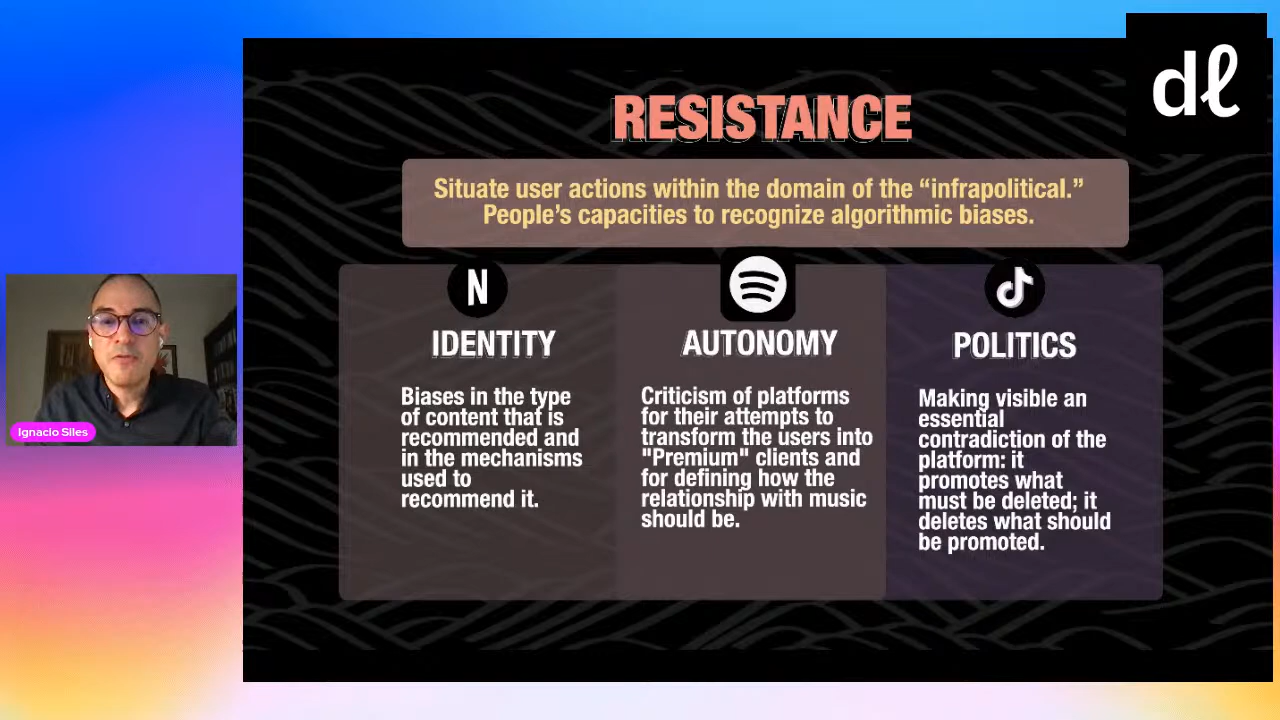 dl
RESISTANCE
Situate user actions within the domain of the “infrapolitical.”
People’s capacities to recognize algorithmic biases.
N
IDENTITY
Biases in the type
of content that is
recommended and
in the mechanisms
used to
recommend it.
AUTONOMY
Criticism of platforms
for their attempts to
transform the users into
"Premium" clients and
for defining how the
relationship with music
should be.
POLITICS
Making visible an
essential
contradiction of the
platform: it
promotes what
must be deleted; it
deletes what should
be promoted.
Ignacio Siles